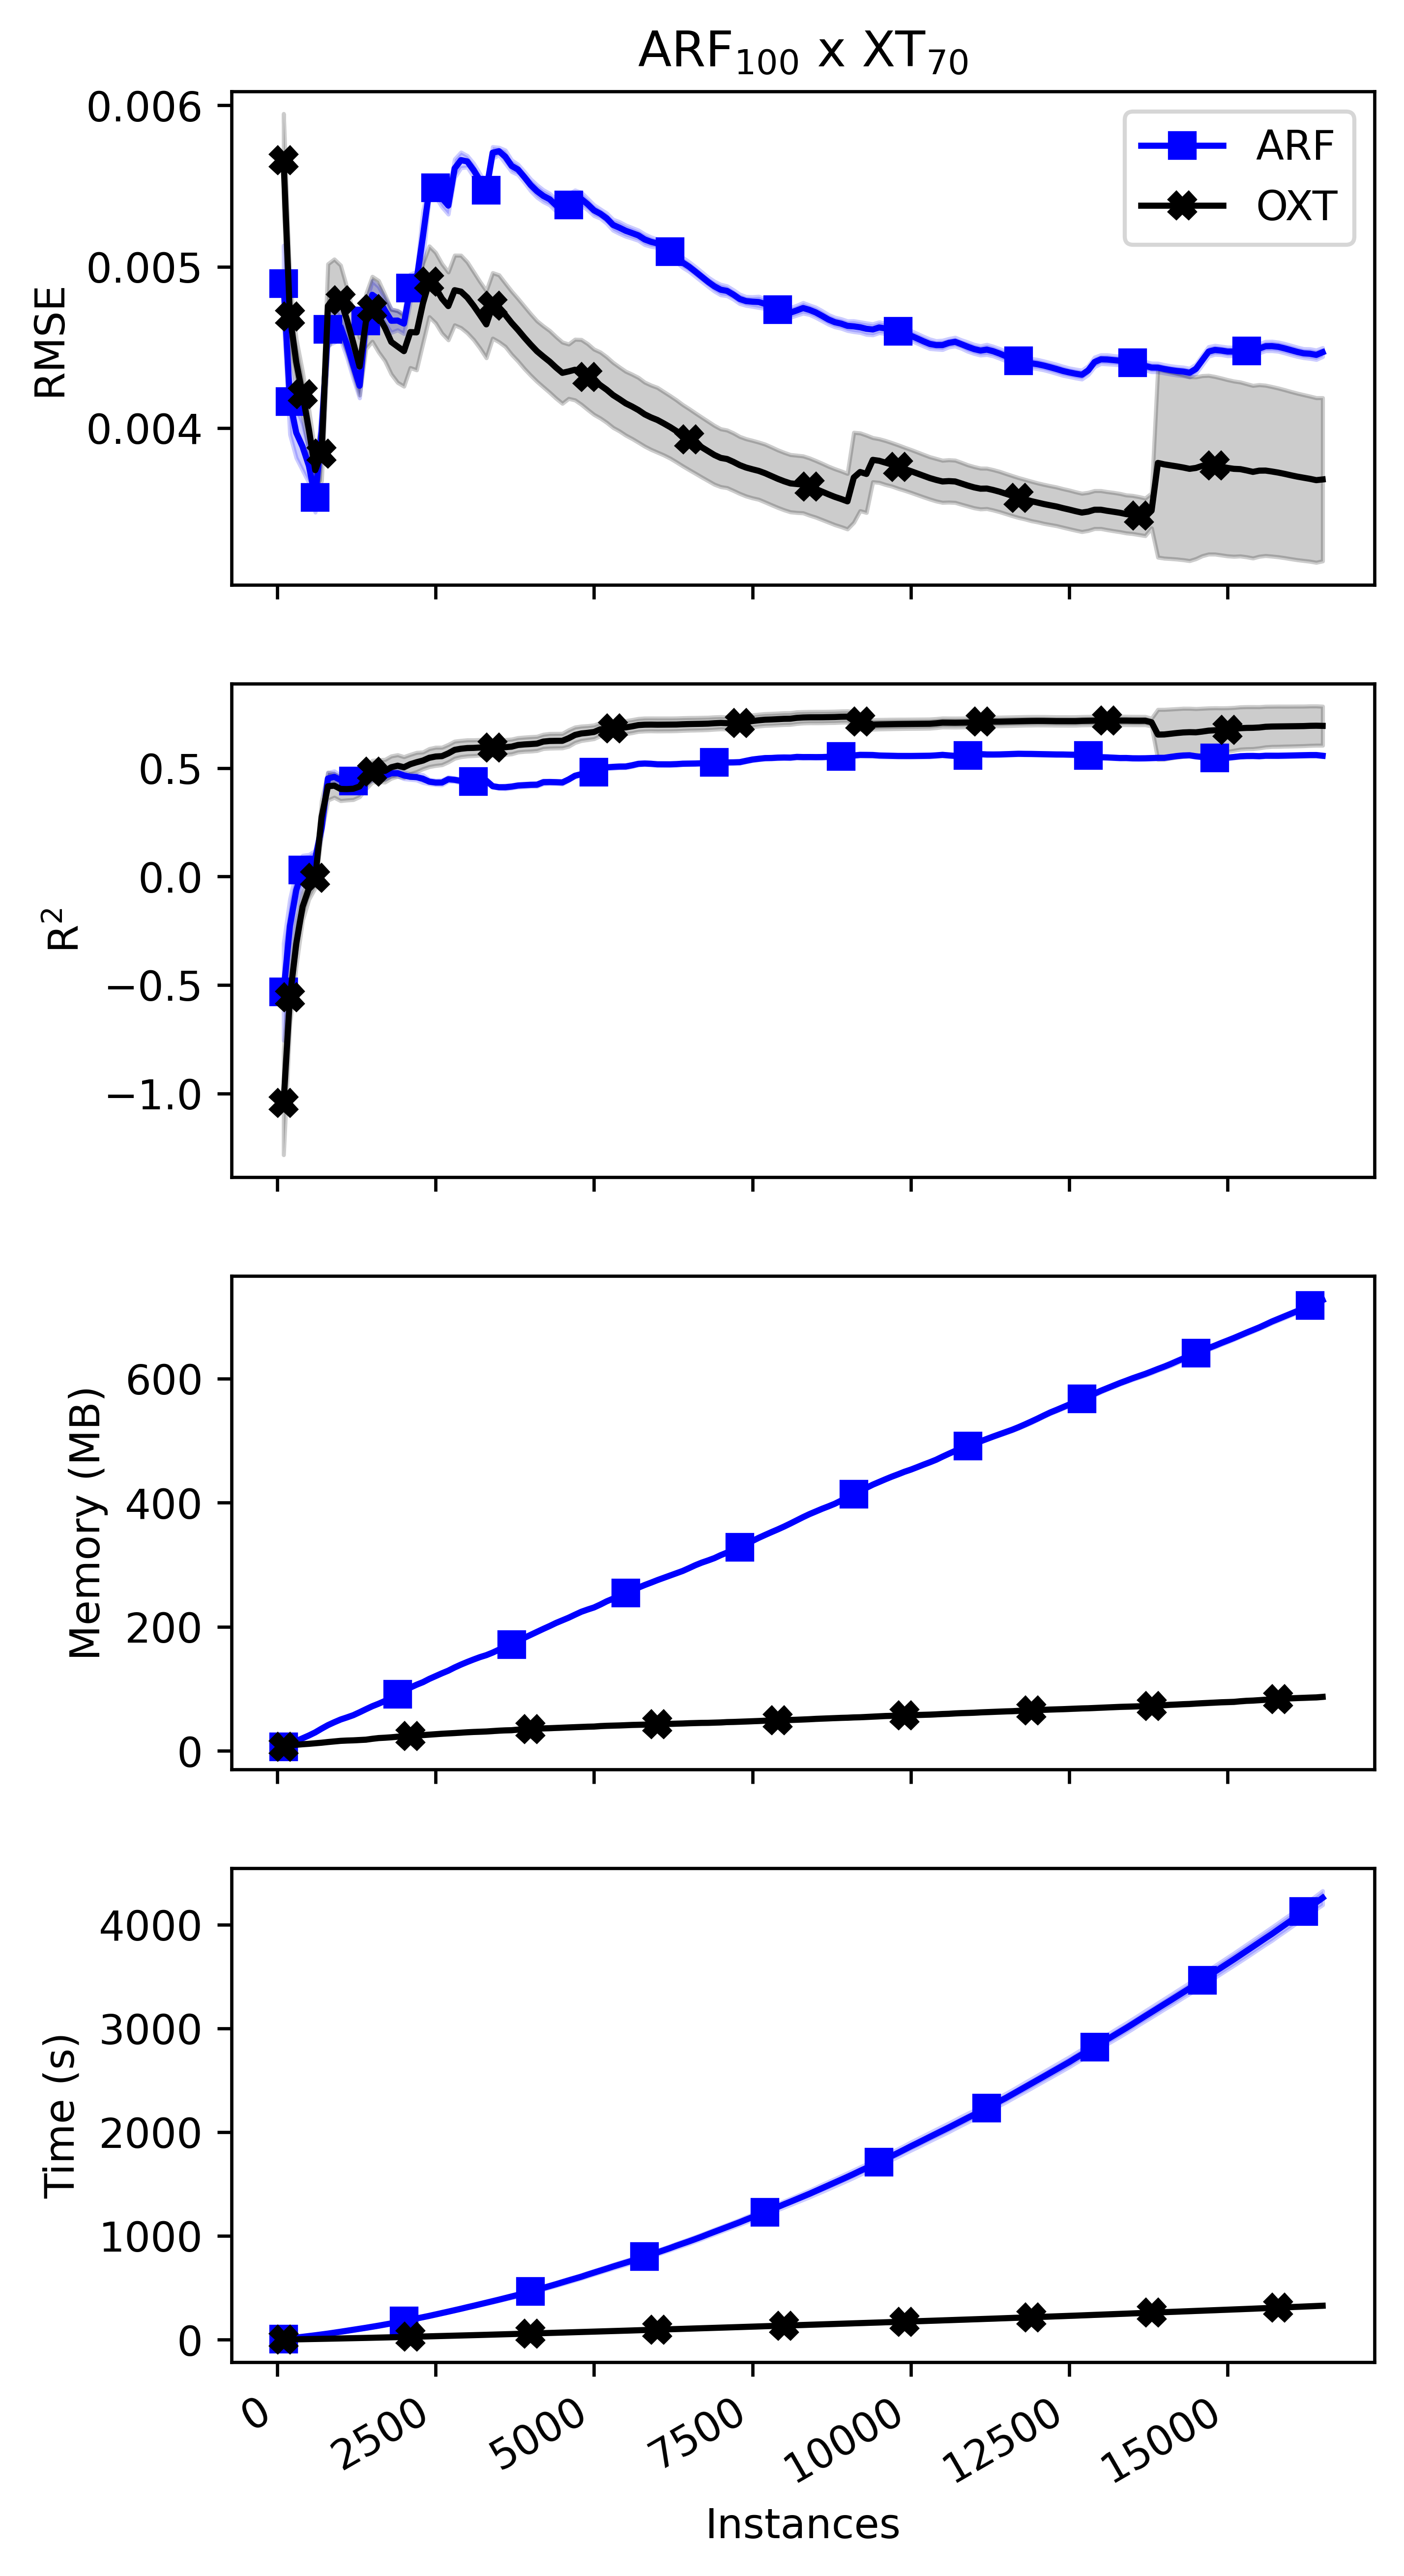 ARF₁₀₀ x XT₇₀
0.006
0.005
0.004
RMSE
ARF
OXT
0.5
0.0
−0.5
−1.0
R²
600
400
200
0
Memory (MB)
4000
3000
2000
1000
0
Time (s)
0 2500 5000 7500 10000 12500 15000
Instances